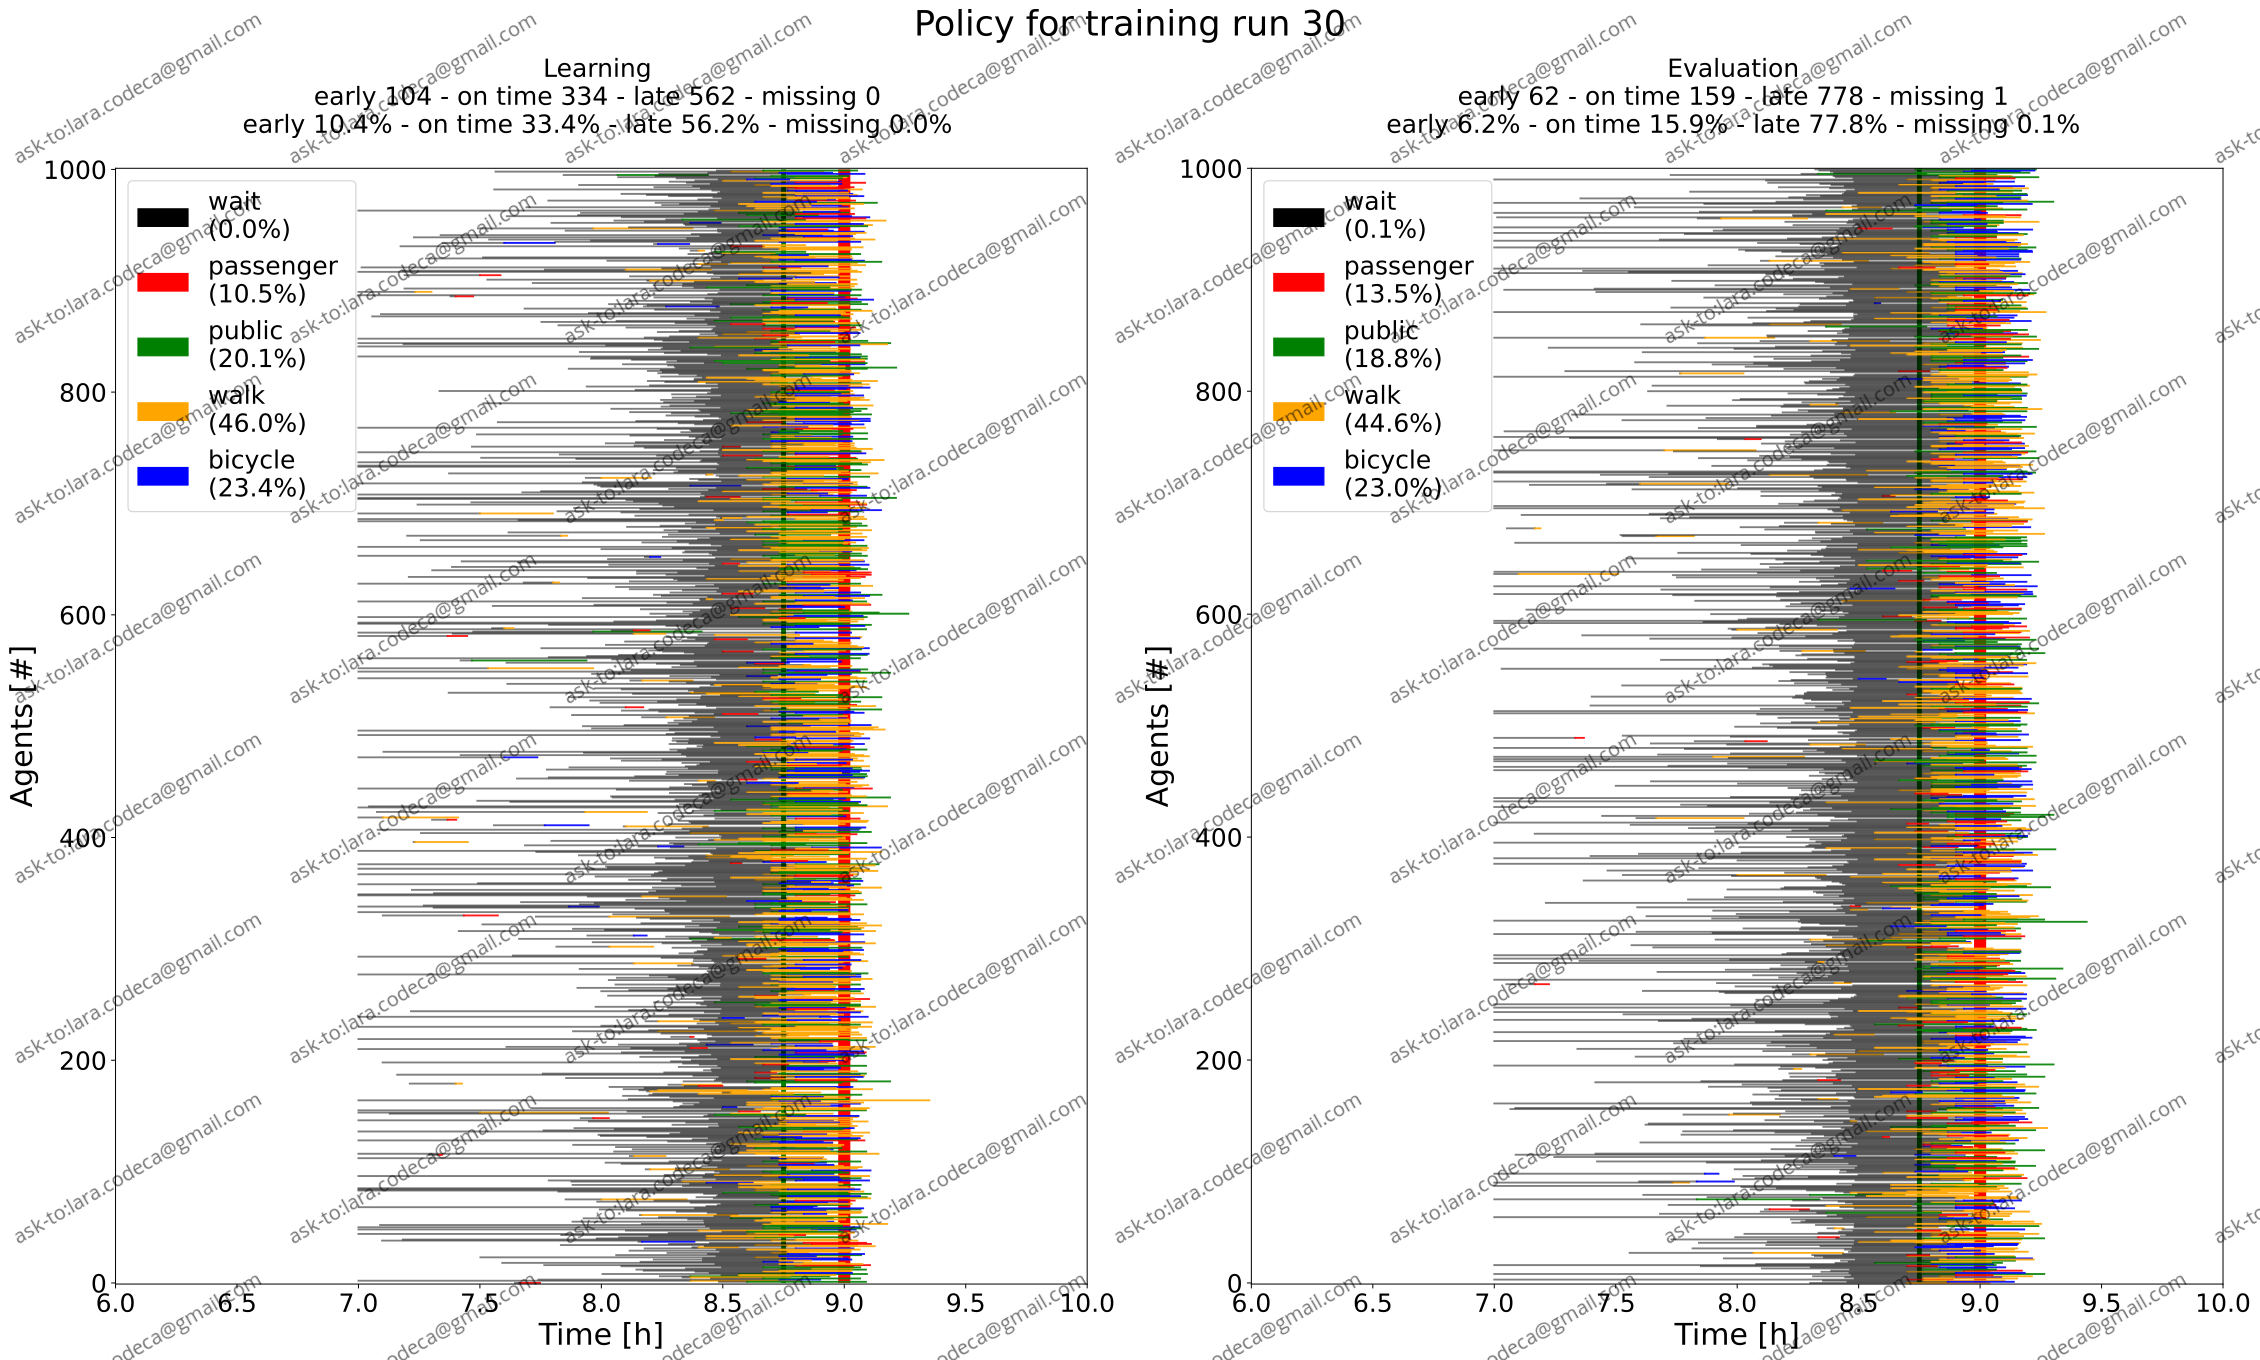 Policy for training run 30
Learning
early 104 - on time 334 - late 562 - missing 0
early 10.4% - on time 33.4% - late 56.2% - missing 0.0%
1000
800
600
400
200
0
Agents [#]
wait
(0.0%)
passenger
(10.5%)
public
(20.1%)
walk
(46.0%)
bicycle
(23.4%)
6.0 6.5 7.0 7.5 8.0 8.5 9.0 9.5 10.0
Time [h]
Evaluation
early 62 - on time 159 - late 778 - missing 1
early 6.2% - on time 15.9% - late 77.8% - missing 0.1%
1000
800
600
400
200
0
Agents [#]
wait
(0.1%)
passenger
(13.5%)
public
(18.8%)
walk
(44.6%)
bicycle
(23.0%)
6.0 6.5 7.0 7.5 8.0 8.5 9.0 9.5 10.0
Time [h]
ask-to:lara.codeca@gmail.com